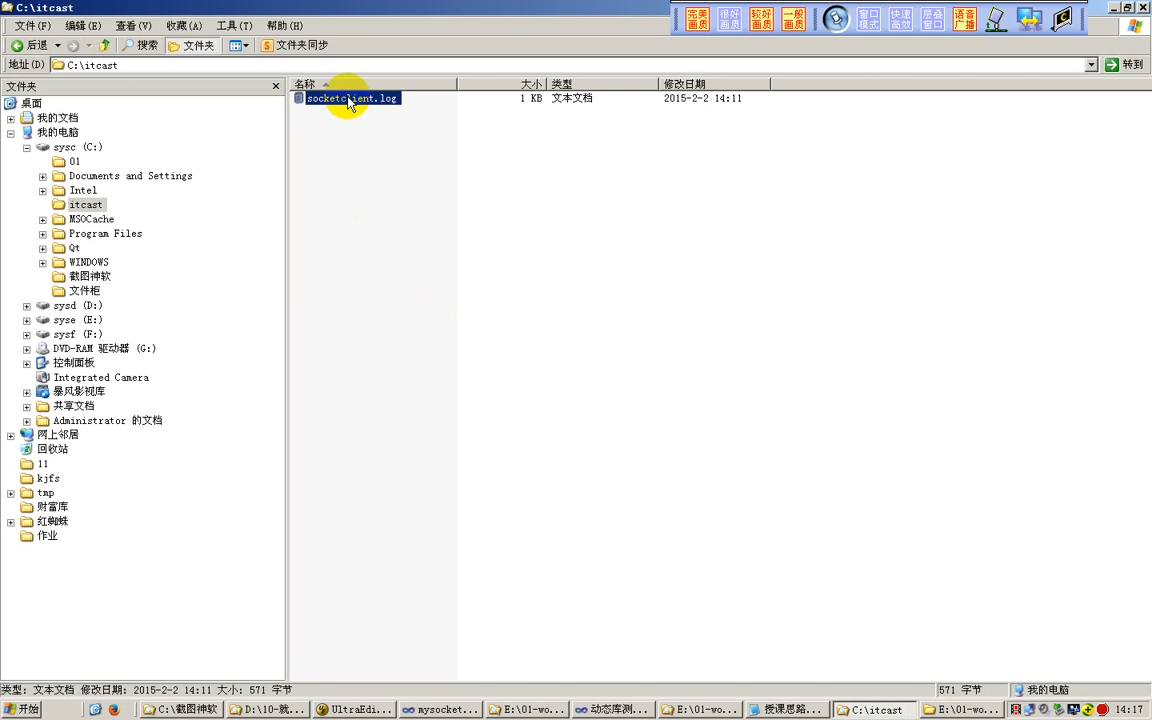 C:\itcast
文件(F) 编辑(E) 查看(V) 收藏(A) 工具(T) 帮助(H)
完美画质 很好画质 较好画质 一般画质 窗口模式 快速高效 层叠窗口 语音广播
后退 搜索 文件夹 S 文件夹同步
地址(D) C:\itcast 转到
文件夹
名称 大小 类型 修改日期
socketclient.log 1 KB 文本文档 2015-2-2 14:11
桌面
我的文档
我的电脑
sysc (C:)
01
Documents and Settings
Intel
itcast
MSOCache
Program Files
Qt
WINDOWS
截图神软
文件柜
sysd (D:)
syse (E:)
sysf (F:)
DVD-RAM 驱动器 (G:)
控制面板
Integrated Camera
暴风影视库
共享文档
Administrator 的文档
网上邻居
回收站
11
kjfs
tmp
财富库
红蜘蛛
作业
类型: 文本文档 修改日期: 2015-2-2 14:11 大小: 571 字节 571 字节 我的电脑
开始 C:\截图神软 D:\10-就... UltraEdi... mysocket... E:\01-wo... 动态库测... E:\01-wo... 授课思路... C:\itcast E:\01-wo... 14:17